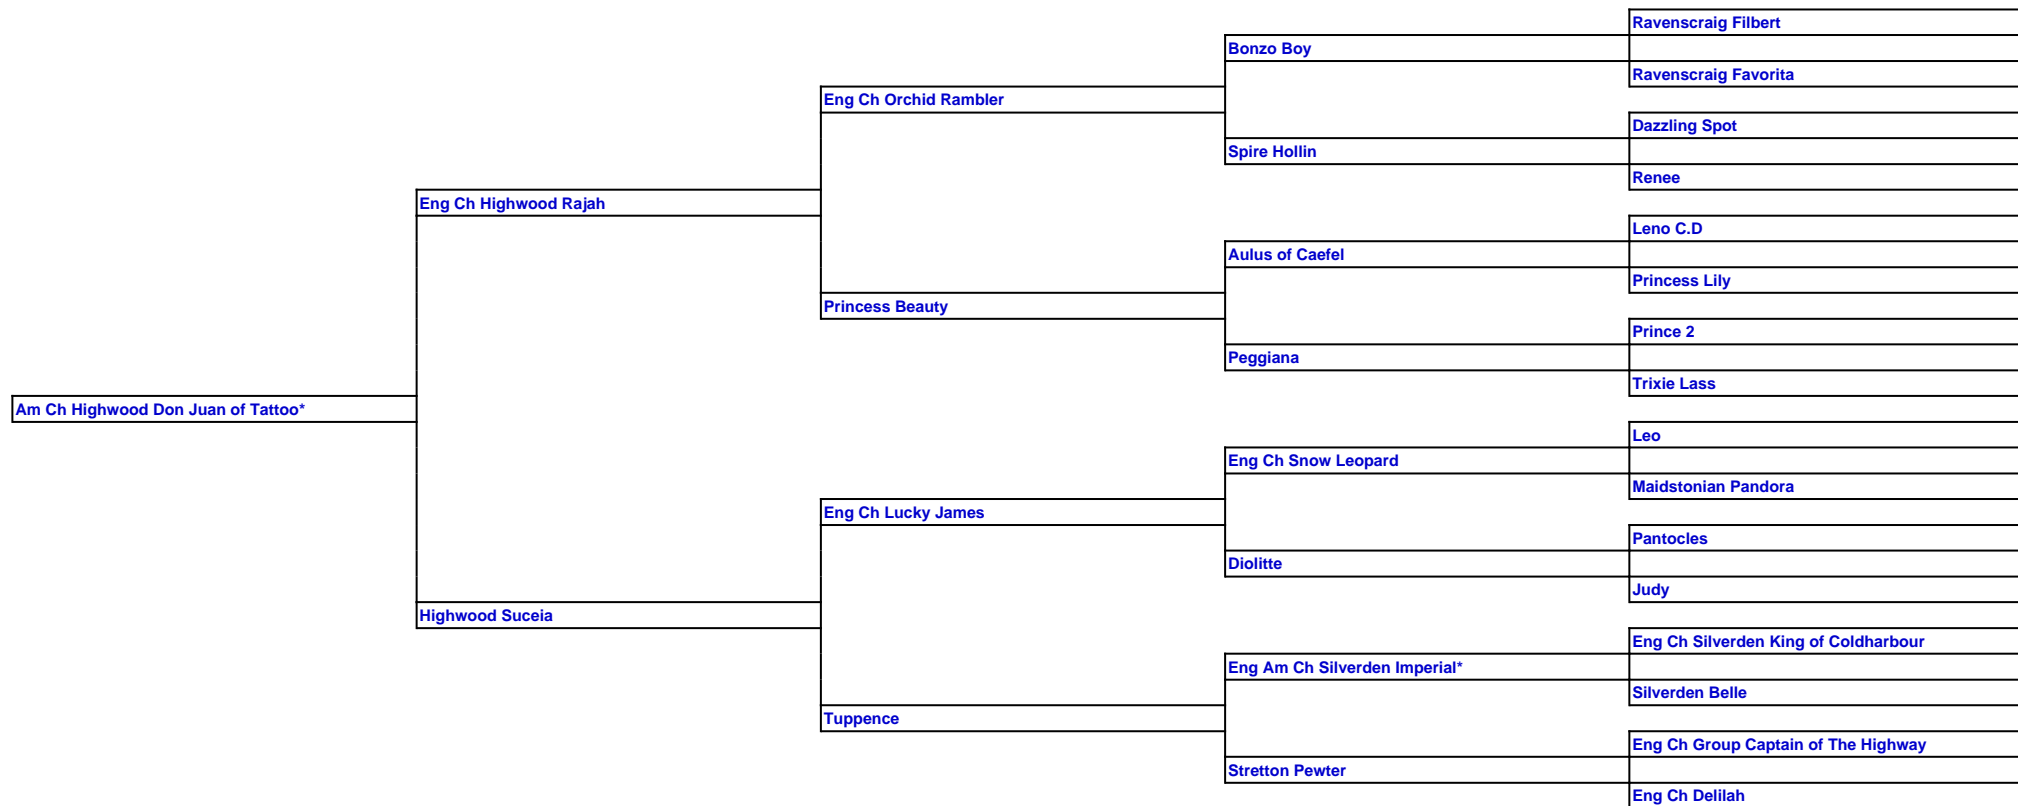 Ravenscraig Filbert
Bonzo Boy
Ravenscraig Favorita
Eng Ch Orchid Rambler
Dazzling Spot
Spire Hollin
Renee
Eng Ch Highwood Rajah
Leno C.D
Aulus of Caefel
Princess Lily
Princess Beauty
Prince 2
Peggiana
Trixie Lass
Am Ch Highwood Don Juan of Tattoo*
Leo
Eng Ch Snow Leopard
Maidstonian Pandora
Eng Ch Lucky James
Pantocles
Diolitte
Judy
Highwood Suceia
Eng Ch Silverden King of Coldharbour
Eng Am Ch Silverden Imperial*
Silverden Belle
Tuppence
Eng Ch Group Captain of The Highway
Stretton Pewter
Eng Ch Delilah